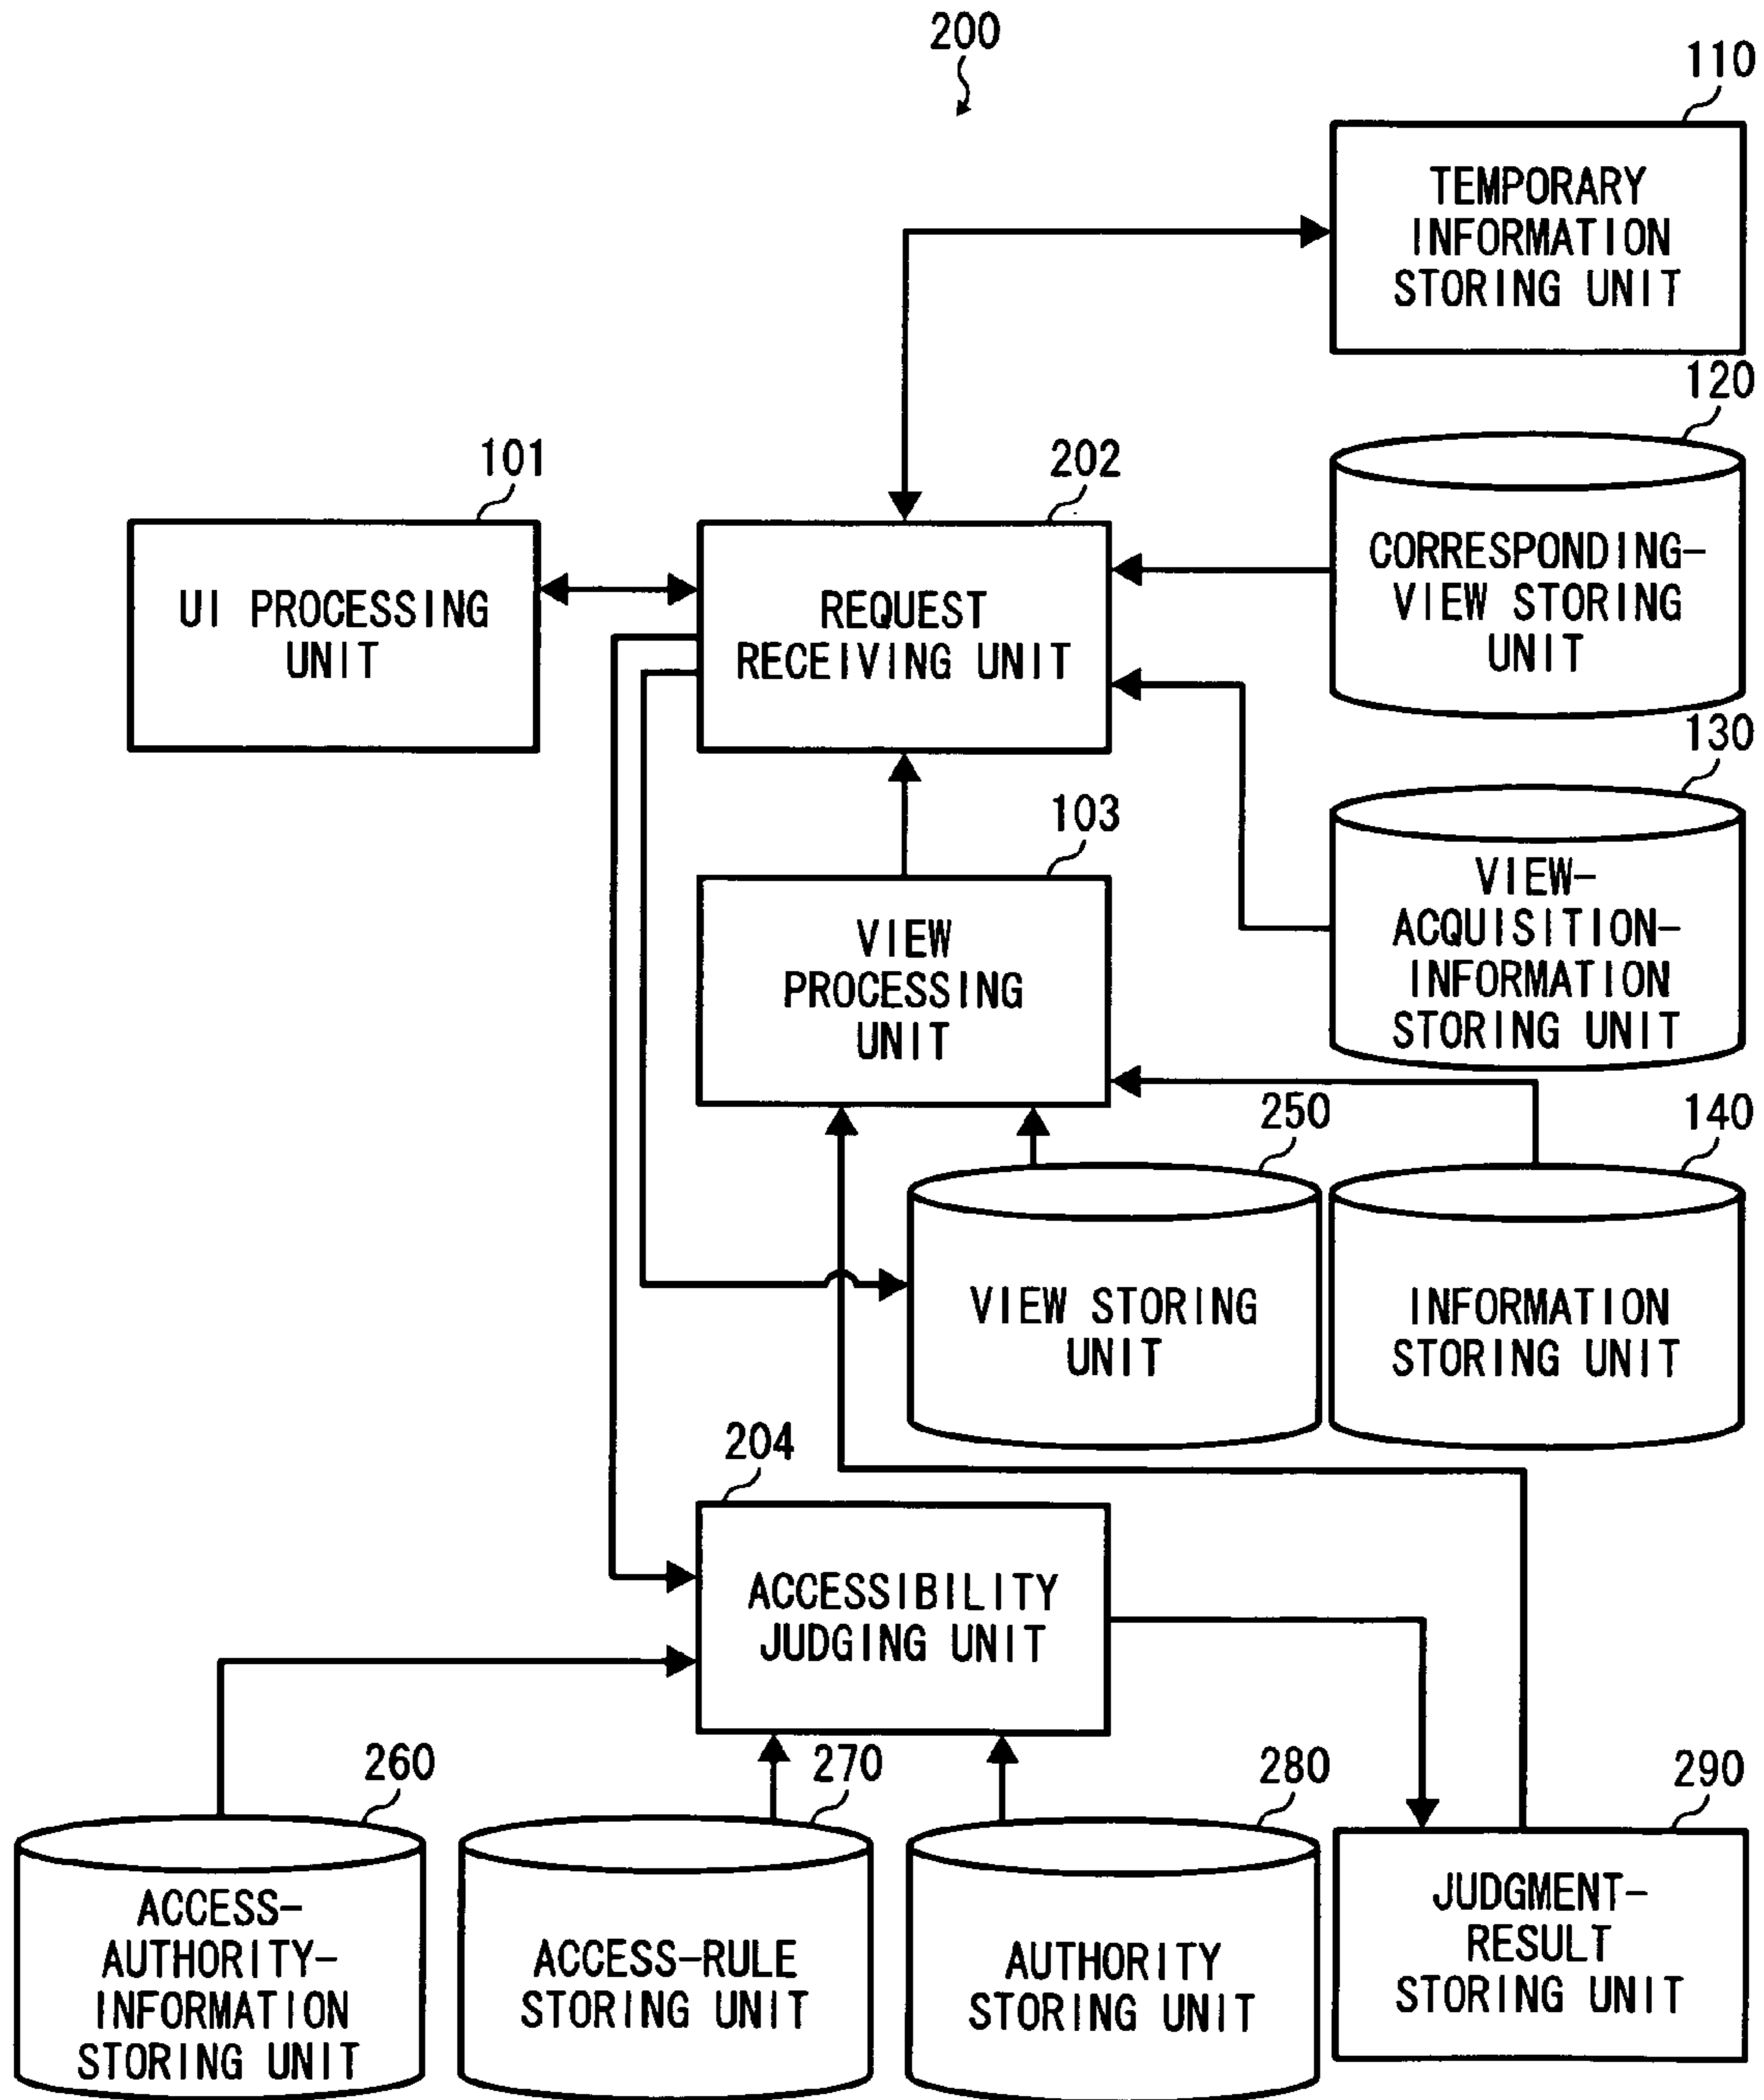 200
110
TEMPORARY
INFORMATION
STORING UNIT
120
CORRESPONDING-
VIEW STORING
UNIT
101
UI PROCESSING
UNIT
202
REQUEST
RECEIVING UNIT
130
VIEW-
ACQUISITION-
INFORMATION
STORING UNIT
103
VIEW
PROCESSING
UNIT
250
VIEW STORING
UNIT
140
INFORMATION
STORING UNIT
204
ACCESSIBILITY
JUDGING UNIT
260
ACCESS-
AUTHORITY-
INFORMATION
STORING UNIT
270
ACCESS-RULE
STORING UNIT
280
AUTHORITY
STORING UNIT
290
JUDGMENT-
RESULT
STORING UNIT